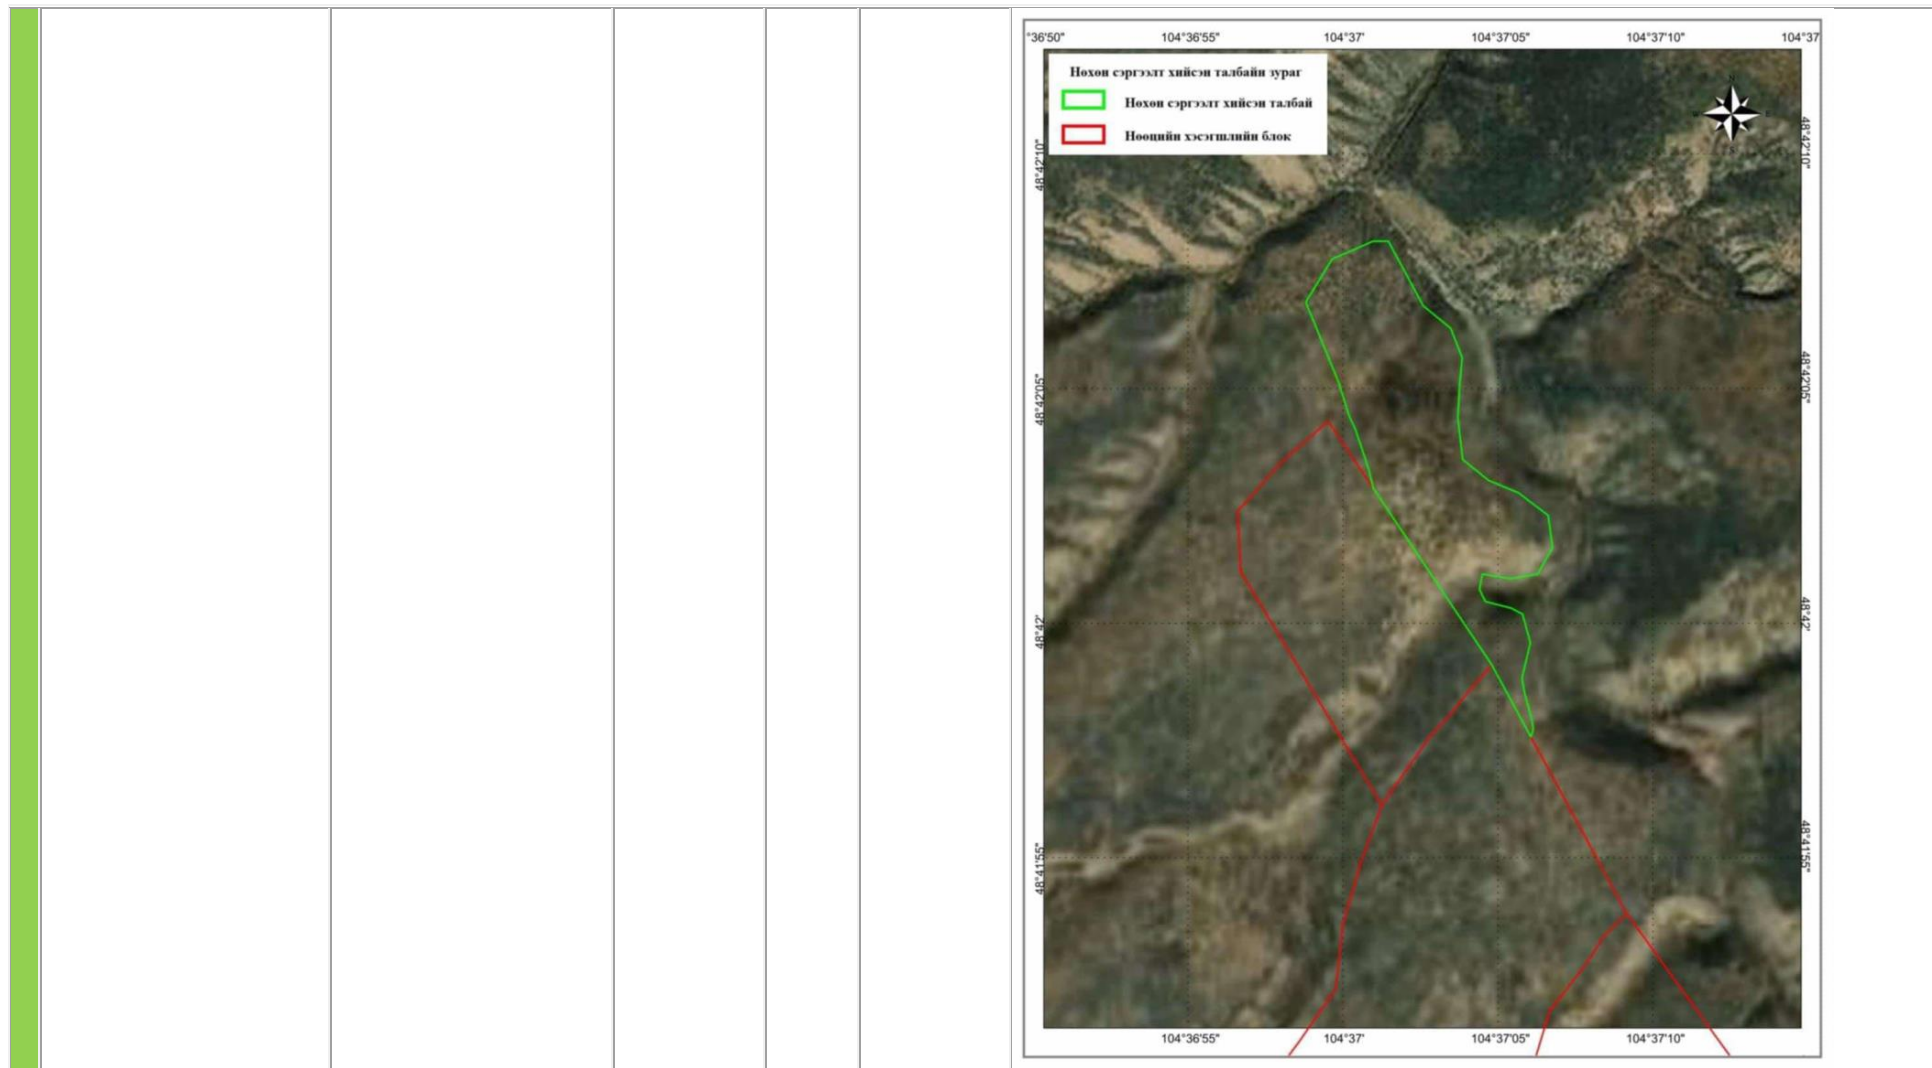 °36'50" 104°36'55" 104°37' 104°37'05" 104°37'10" 104°37
Нөхөн сэргээлт хийсэн талбайн зураг
Нөхөн сэргээлт хийсэн талбай
Нөөцийн хэсэгшлийн блок
48°42'10" 48°42'10"
48°42'05" 48°42'05"
48°42' 48°42'
48°41'55" 48°41'55"
104°36'55" 104°37' 104°37'05" 104°37'10"